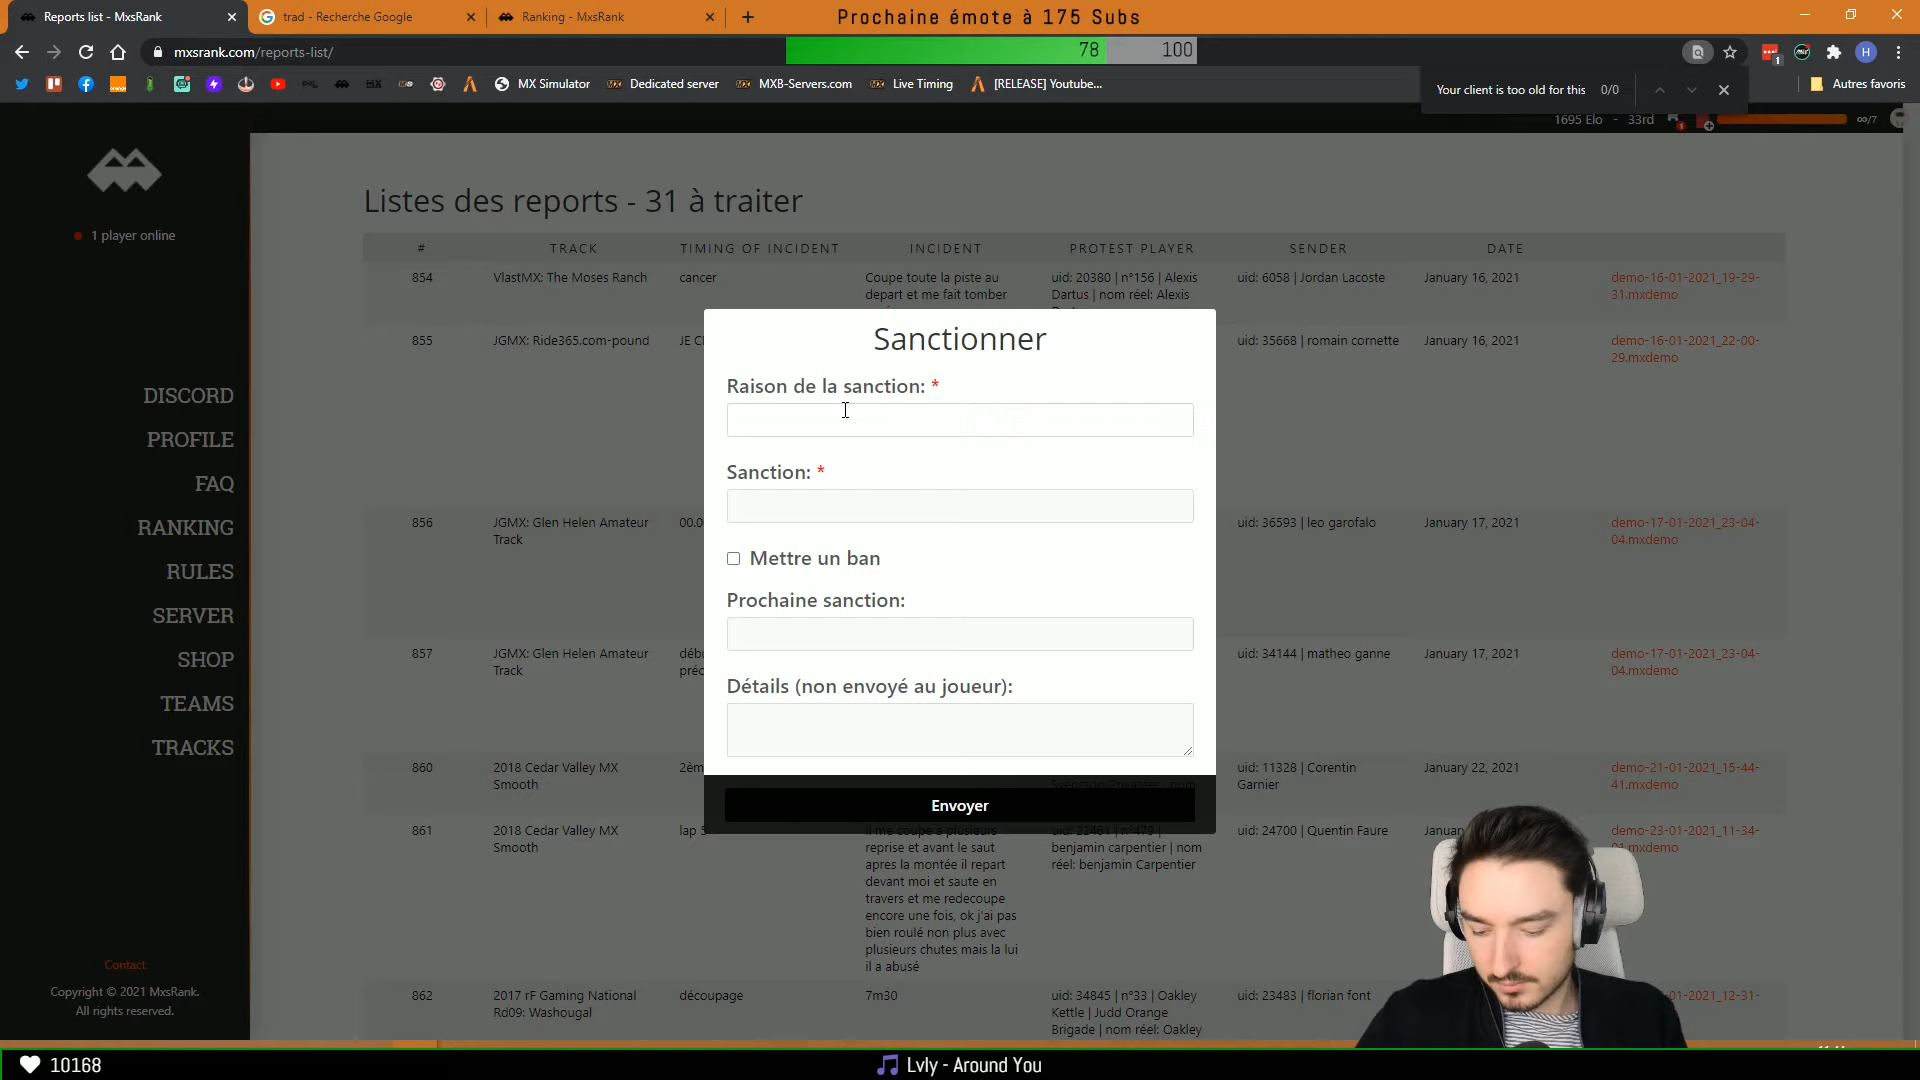 Reports list - MxsRank
trad - Recherche Google
Ranking - MxsRank
Prochaine émote à 175 Subs
mxsrank.com/reports-list/
78
100
H
1
MX Simulator
Dedicated server
MXB-Servers.com
Live Timing
[RELEASE] Youtube...
Autres favoris
Your client is too old for this
0/0
1695 Elo - 33rd
∞/7
1 player online
DISCORD
PROFILE
FAQ
RANKING
RULES
SERVER
SHOP
TEAMS
TRACKS
Contact
Copyright © 2021 MxsRank.
All rights reserved.
Listes des reports - 31 à traiter
# TRACK TIMING OF INCIDENT INCIDENT PROTEST PLAYER SENDER DATE
854
VlastMX: The Moses Ranch
cancer
Coupe toute la piste au
depart et me fait tomber
uid: 20380 | n°156 | Alexis
Dartus | nom réel: Alexis
uid: 6058 | Jordan Lacoste
January 16, 2021
demo-16-01-2021_19-29-
31.mxdemo
855
JGMX: Ride365.com-pound
uid: 35668 | romain cornette
January 16, 2021
demo-16-01-2021_22-00-
29.mxdemo
856
JGMX: Glen Helen Amateur
Track
uid: 36593 | leo garofalo
January 17, 2021
demo-17-01-2021_23-04-
04.mxdemo
857
JGMX: Glen Helen Amateur
Track
uid: 34144 | matheo ganne
January 17, 2021
demo-17-01-2021_23-04-
04.mxdemo
860
2018 Cedar Valley MX
Smooth
uid: 11328 | Corentin
Garnier
January 22, 2021
demo-21-01-2021_15-44-
41.mxdemo
861
2018 Cedar Valley MX
Smooth
il me coupe a plusieurs
reprise et avant le saut
apres la montée il repart
devant moi et saute en
travers et me redecoupe
encore une fois, ok j'ai pas
bien roulé non plus avec
plusieurs chutes mais la lui
il a abusé
uid: 22461 | n°479 |
benjamin carpentier | nom
réel: benjamin Carpentier
uid: 24700 | Quentin Faure
demo-23-01-2021_11-34-
862
2017 rF Gaming National
Rd09: Washougal
découpage
7m30
uid: 34845 | n°33 | Oakley
Kettle | Judd Orange
Brigade | nom réel: Oakley
uid: 23483 | florian font
Sanctionner
Raison de la sanction: *
Sanction: *
Mettre un ban
Prochaine sanction:
Détails (non envoyé au joueur):
Envoyer
10168
Lvly - Around You